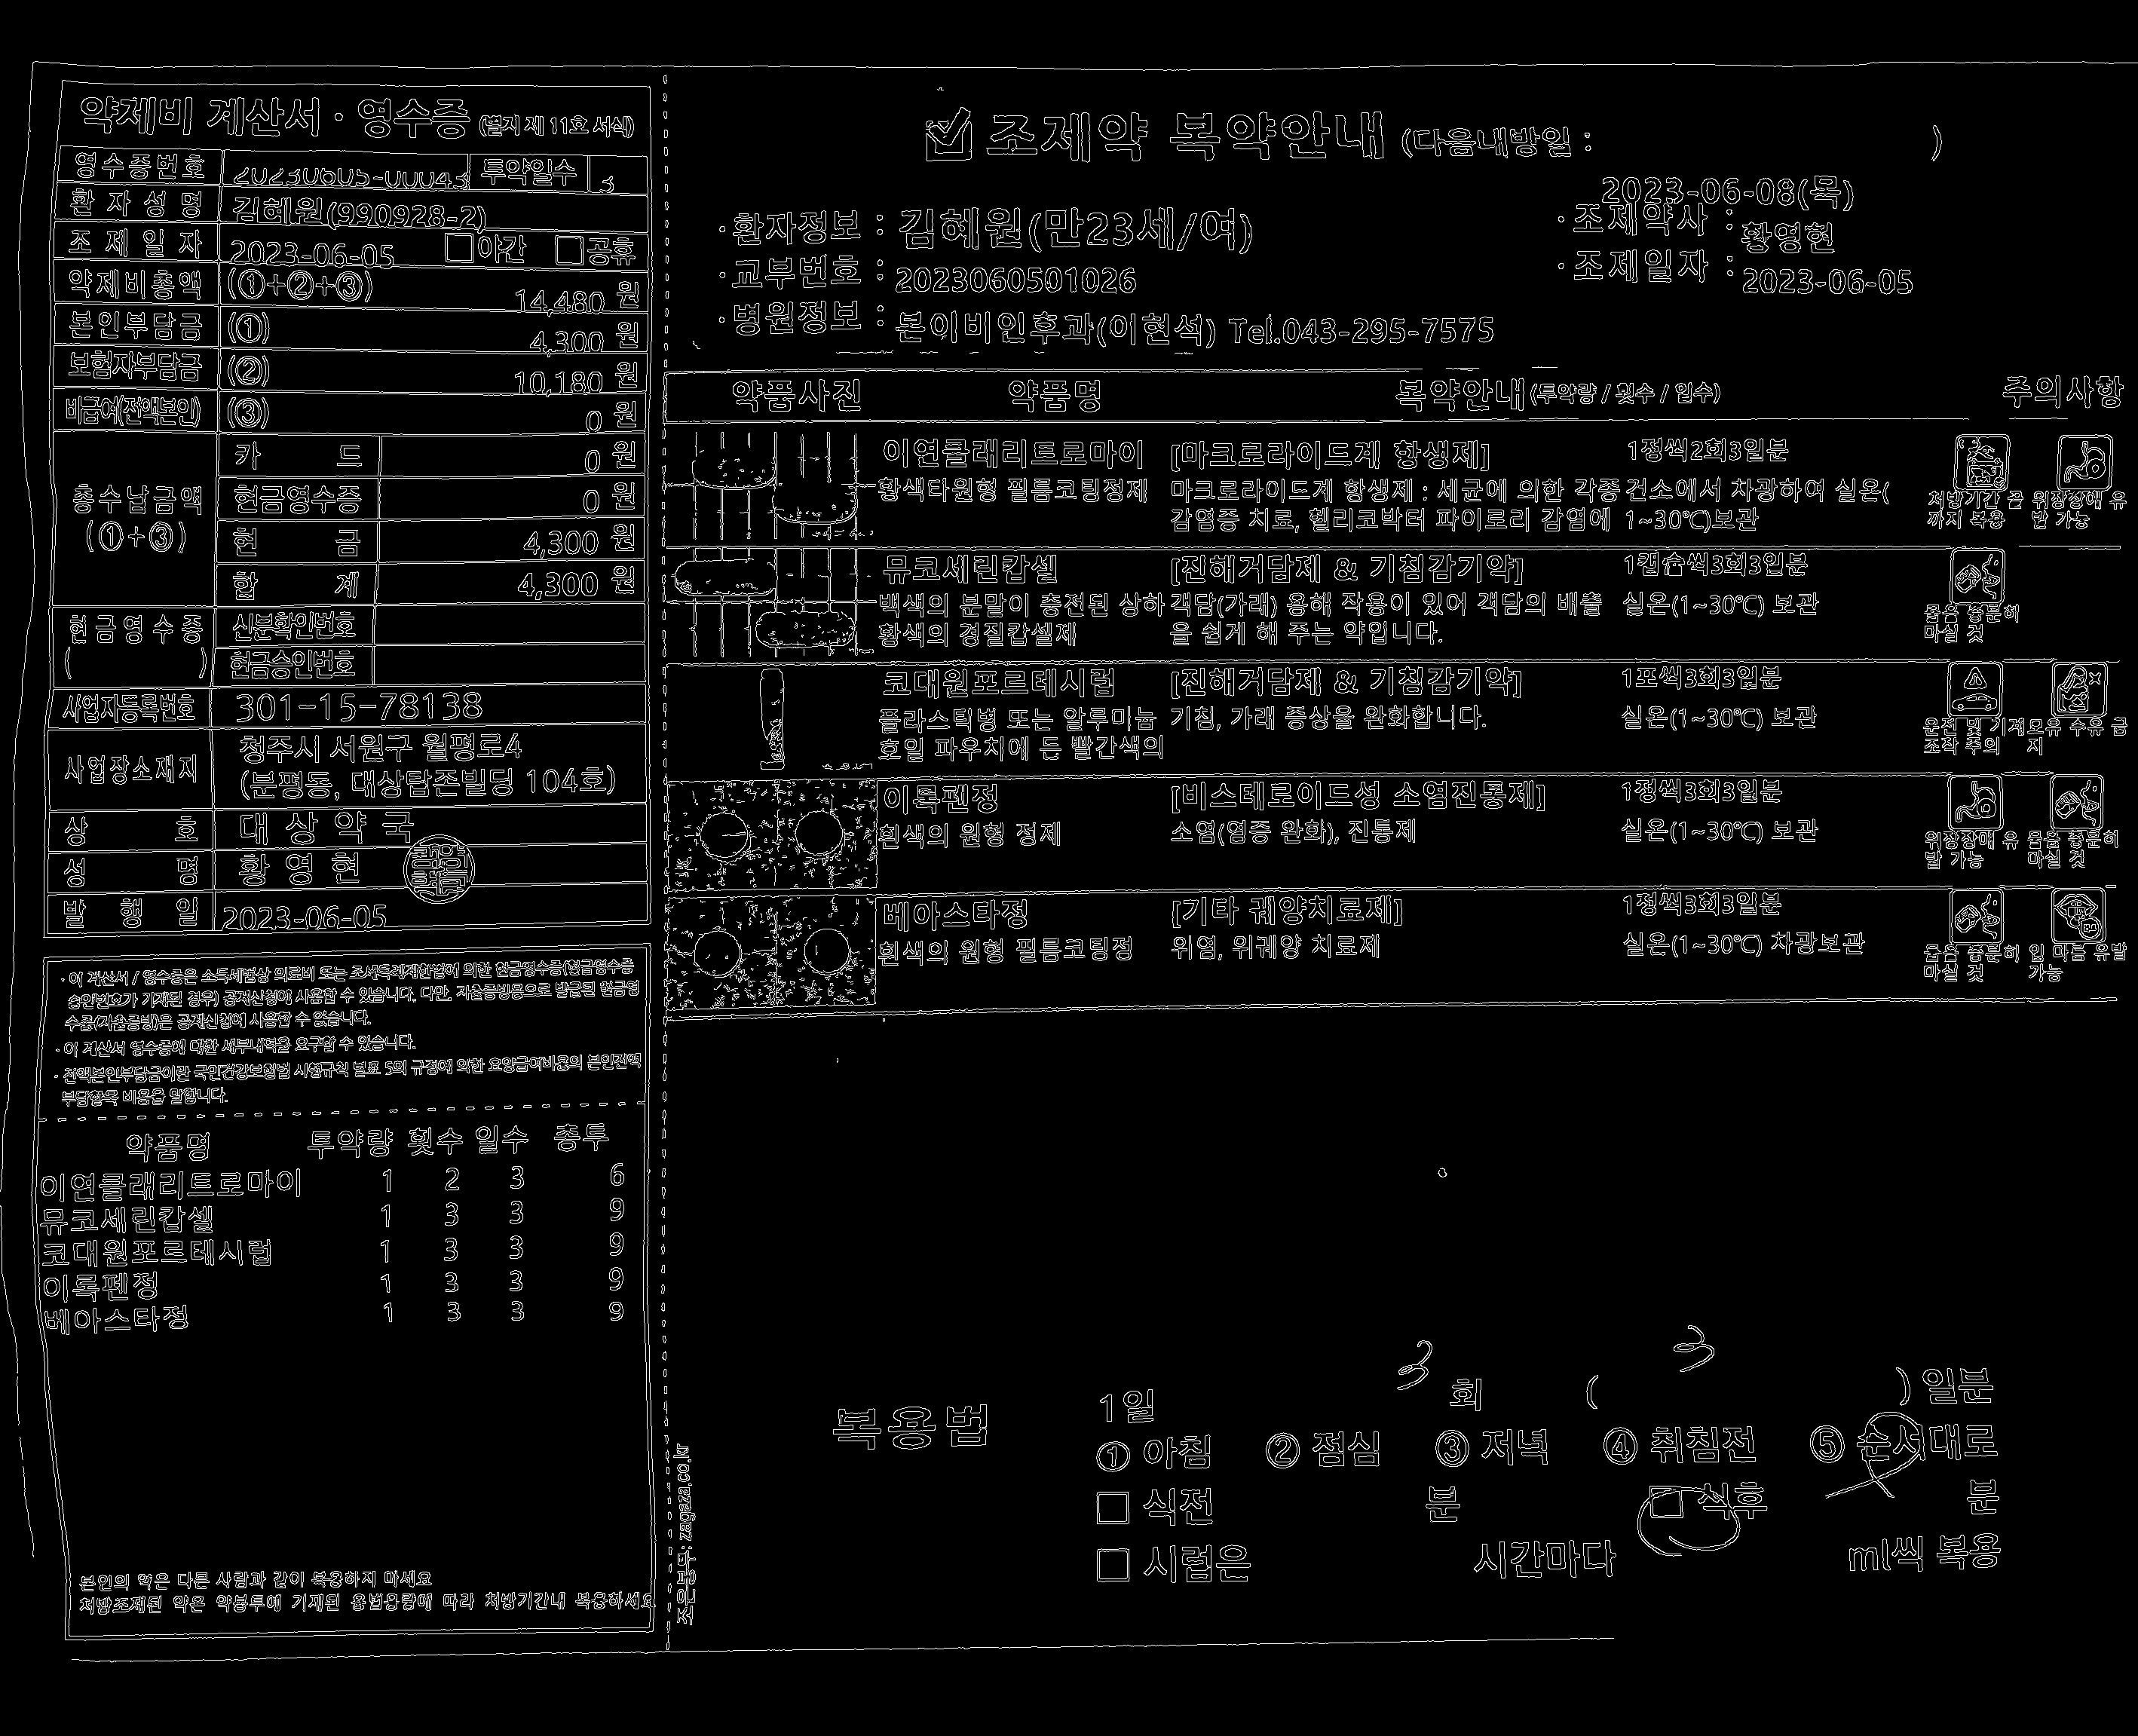 약제비 계산서 · 영수증 (별지 제 11호 서식)
영수증번호 20230605-00043 투약일수 3
환자성명 김혜원(990928-2)
조제일자 2023-06-05 □야간 □공휴
약제비총액 (①+②+③) 14,480 원
본인부담금 (①) 4,300 원
보험자부담금 (②) 10,180 원
비급여(전액본인) (③) 0 원
총수납금액 (①+③)
카드 0 원
현금영수증 0 원
현금 4,300 원
합계 4,300 원
현금영수증 ( )
신분확인번호
현금승인번호
사업자등록번호 301-15-78138
사업장소재지 청주시 서원구 월평로4
(분평동, 대상탑존빌딩 104호)
상호 대상약국
성명 황영현
발행일 2023-06-05
· 이 계산서 / 영수증은 소득세법상 의료비 또는 조세특례제한법에 의한 현금영수증(현금영수증
승인번호가 기재된 경우) 공제신청에 사용할 수 있습니다. 다만, 지출증빙용으로 발급된 현금영
수증(지출증빙)은 공제신청에 사용할 수 없습니다.
· 이 계산서 영수증에 대한 세부내역을 요구할 수 있습니다.
· 전액본인부담금이란 국민건강보험법 시행규칙 별표 5의 규정에 의한 요양급여비용의 본인전액
부담항목 비용을 말합니다.
약품명 투약량 횟수 일수 총투
이연클래리트로마이 1 2 3 6
뮤코세린캅셀 1 3 3 9
코대원포르테시럽 1 3 3 9
이록펜정 1 3 3 9
베아스타정 1 3 3 9
본인의 약은 다른 사람과 같이 복용하지 마세요
처방조제된 약은 약봉투에 기재된 용법용량에 따라 처방기간내 복용하세요
zagaza.co.kr
조제약 복약안내 (다음내방일 : )
2023-06-08(목)
· 환자정보 : 김혜원(만23세/여)
· 조제약사 : 황영현
· 교부번호 : 2023060501026
· 조제일자 : 2023-06-05
· 병원정보 : 본이비인후과(이현석) Tel.043-295-7575
약품사진 약품명 복약안내(투약량 / 횟수 / 일수) 주의사항
이연클래리트로마이 [마크로라이드계 항생제] 1정씩2회3일분
황색타원형 필름코팅정제 마크로라이드계 항생제 : 세균에 의한 각종 건소에서 차광하여 실온(
감염증 치료, 헬리코박터 파이로리 감염에 1~30℃)보관
처방기간 끝 위장장애 유
까지 복용 발 가능
뮤코세린캅셀 [진해거담제 & 기침감기약] 1캡슐씩3회3일분
백색의 분말이 충전된 상하 객담(가래) 용해 작용이 있어 객담의 배출 실온(1~30℃) 보관
황색의 경질캅셀제 을 쉽게 해 주는 약입니다.
물을 충분히
마실 것
코대원포르테시럽 [진해거담제 & 기침감기약] 1포씩3회3일분
플라스틱병 또는 알루미늄 기침, 가래 증상을 완화합니다. 실온(1~30℃) 보관
호일 파우치에 든 빨간색의
운전 및 기계 모유 수유 금
조작 주의 지
이록펜정 [비스테로이드성 소염진통제] 1정씩3회3일분
흰색의 원형 정제 소염(염증 완화), 진통제 실온(1~30℃) 보관
위장장애 유 물을 충분히
발 가능 마실 것
베아스타정 [기타 궤양치료제] 1정씩3회3일분
흰색의 원형 필름코팅정 위염, 위궤양 치료제 실온(1~30℃) 차광보관
물을 충분히 입 마름 유발
마실 것 가능
복용법 1일 3 회 ( 3 ) 일분
① 아침 ② 점심 ③ 저녁 ④ 취침전 ⑤ 순서대로
□ 식전 분 □ 식후 분
□ 시럽은 시간마다 ml씩 복용